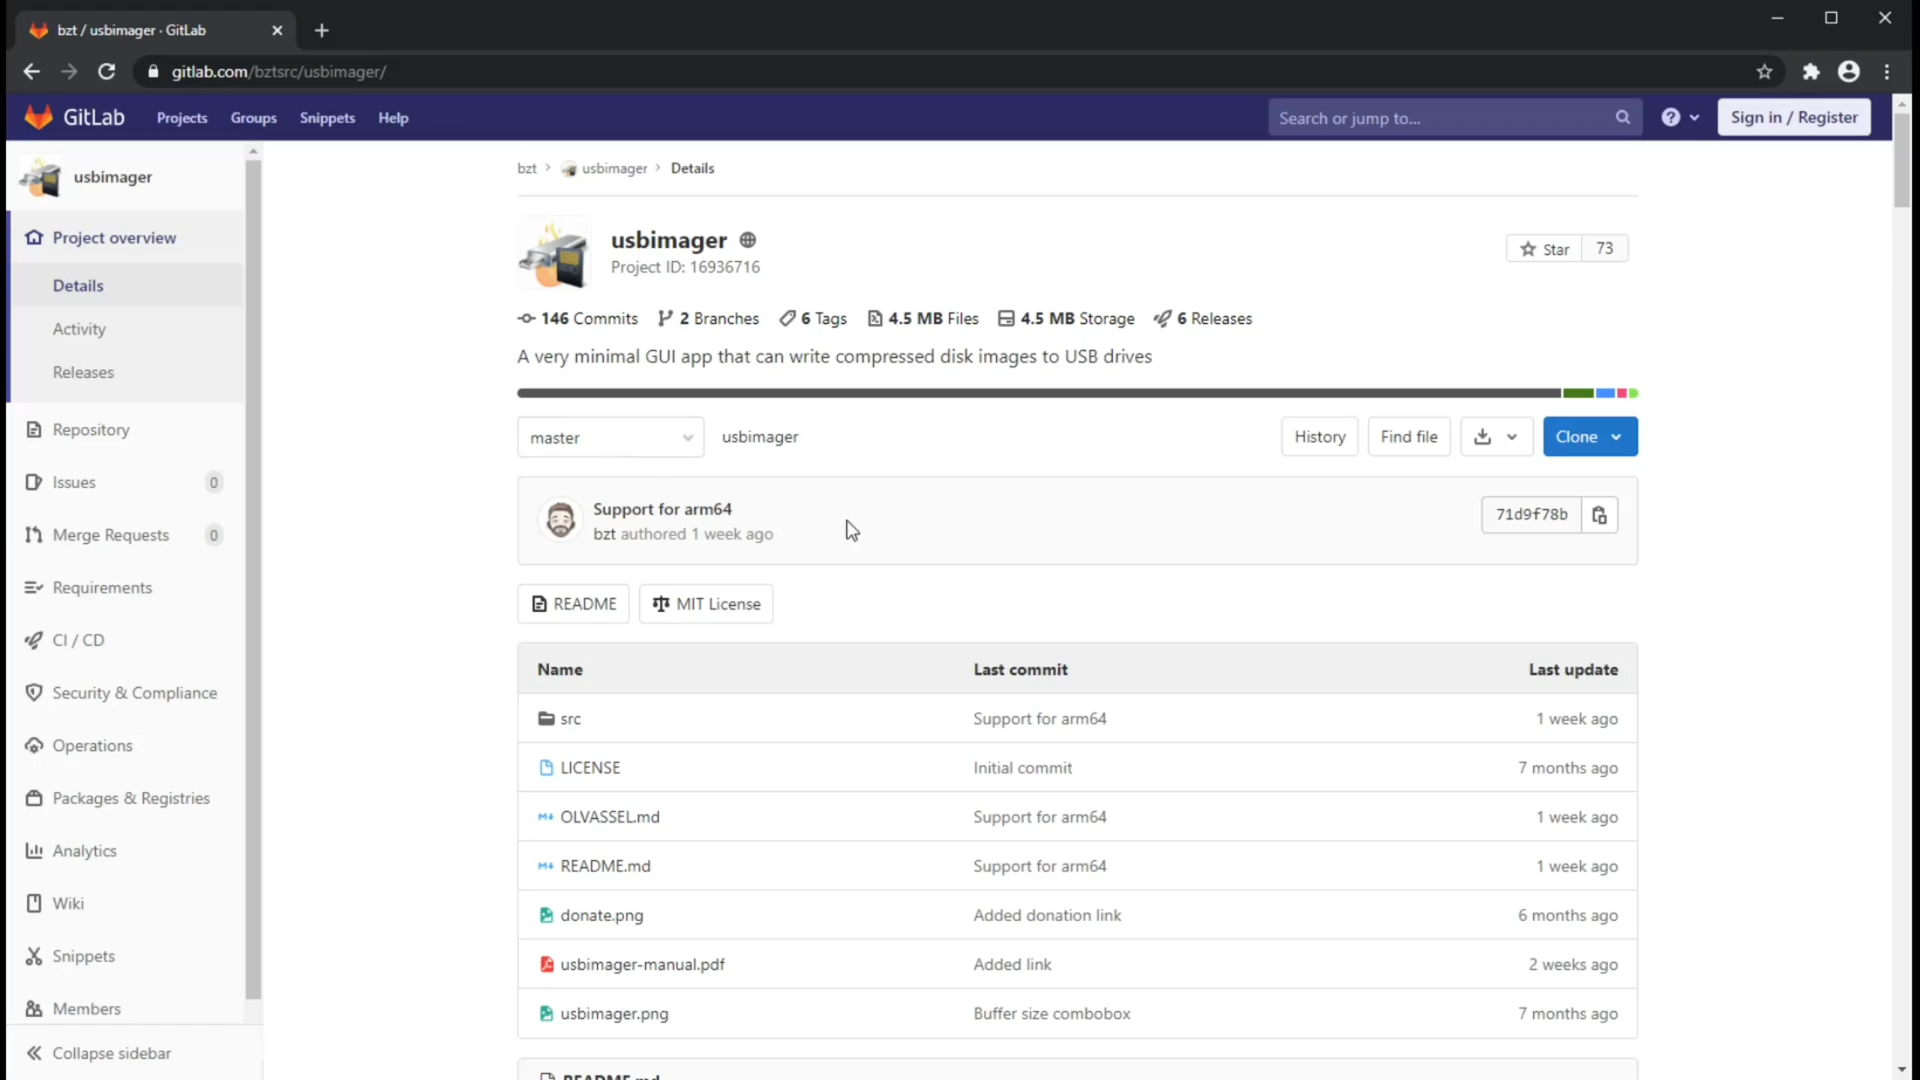 bzt / usbimager · GitLab
gitlab.com/bztsrc/usbimager/
GitLab
Projects
Groups
Snippets
Help
Search or jump to...
Sign in / Register
usbimager
Project overview
Details
Activity
Releases
Repository
Issues 0
Merge Requests 0
Requirements
CI / CD
Security & Compliance
Operations
Packages & Registries
Analytics
Wiki
Snippets
Members
Collapse sidebar
bzt > usbimager > Details
usbimager
Project ID: 16936716
Star 73
146 Commits 2 Branches 6 Tags 4.5 MB Files 4.5 MB Storage 6 Releases
A very minimal GUI app that can write compressed disk images to USB drives
master
usbimager
History
Find file
Clone
Support for arm64
bzt authored 1 week ago
71d9f78b
README
MIT License
Name Last commit Last update
src Support for arm64 1 week ago
LICENSE Initial commit 7 months ago
OLVASSEL.md Support for arm64 1 week ago
README.md Support for arm64 1 week ago
donate.png Added donation link 6 months ago
usbimager-manual.pdf Added link 2 weeks ago
usbimager.png Buffer size combobox 7 months ago
README.md